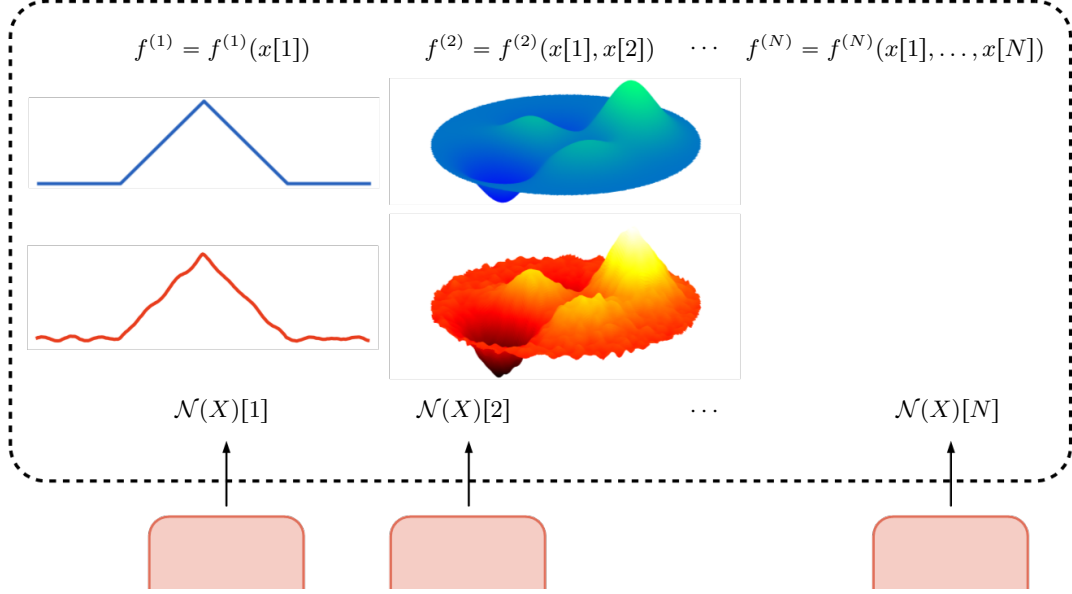 f^{(1)} = f^{(1)}(x[1]) f^{(2)} = f^{(2)}(x[1], x[2]) ⋯ f^{(N)} = f^{(N)}(x[1], …, x[N])
𝒩(X)[1] 𝒩(X)[2] ⋯ 𝒩(X)[N]